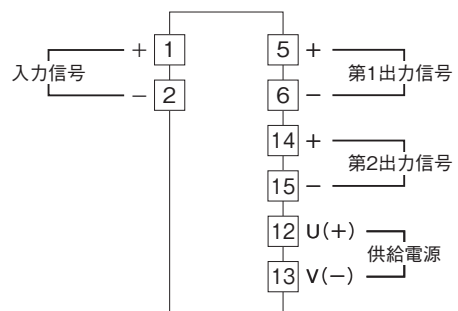 + 1
入力信号
− 2
5 +
第1出力信号
6 −
14 +
第2出力信号
15 −
12 U(+)
供給電源
13 V(−)